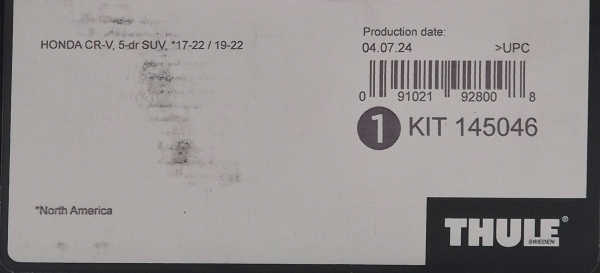 HONDA CR-V, 5-dr SUV, *17-22 / 19-22
Production date:
04.07.24 >UPC
0 91021 92800 8
1 KIT 145046
*North America
THULE®
SWEDEN